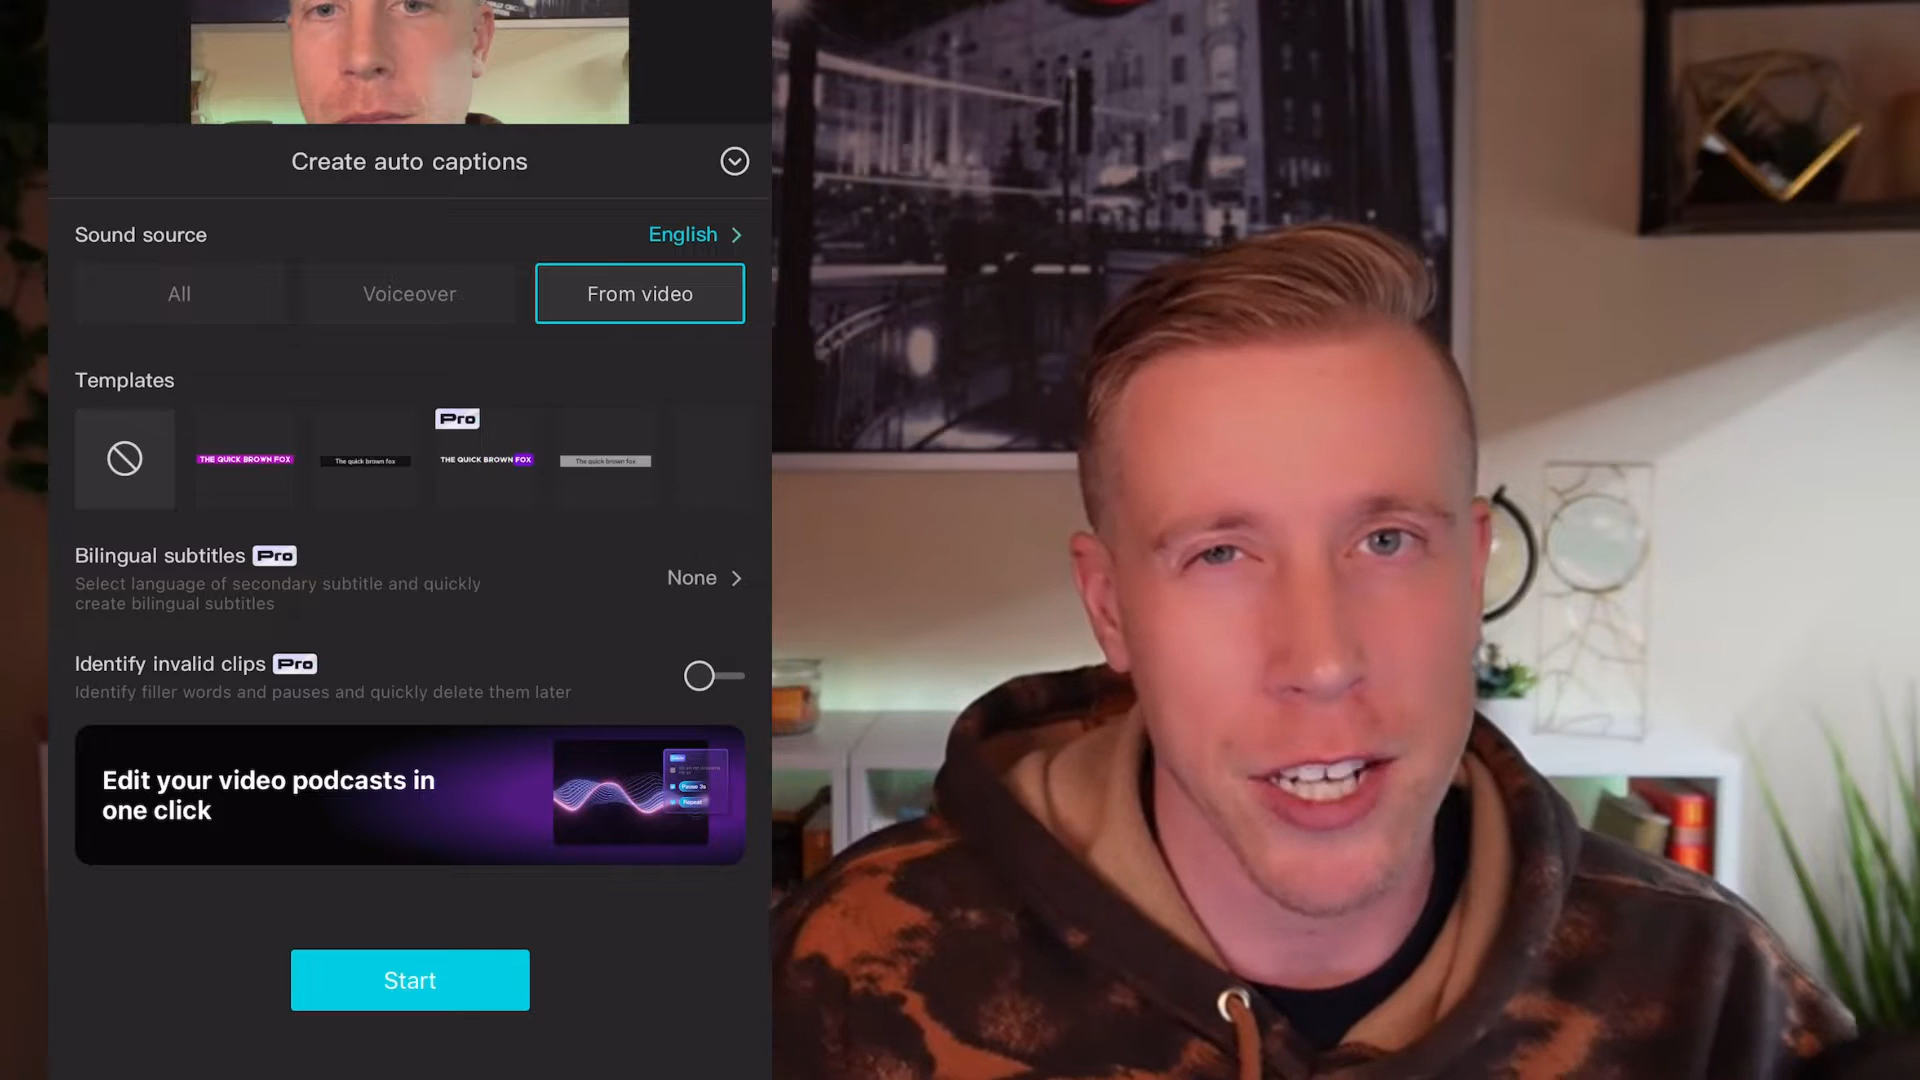 Create auto captions
Sound source
English
All
Voiceover
From video
Templates
Pro
THE QUICK BROWN FOX
The quick brown fox
THE QUICK BROWN FOX
The quick brown fox
Bilingual subtitles Pro
Select language of secondary subtitle and quickly
create bilingual subtitles
None
Identify invalid clips Pro
Identify filler words and pauses and quickly delete them later
Edit your video podcasts in
one click
Pause 3s
Repeat
Start